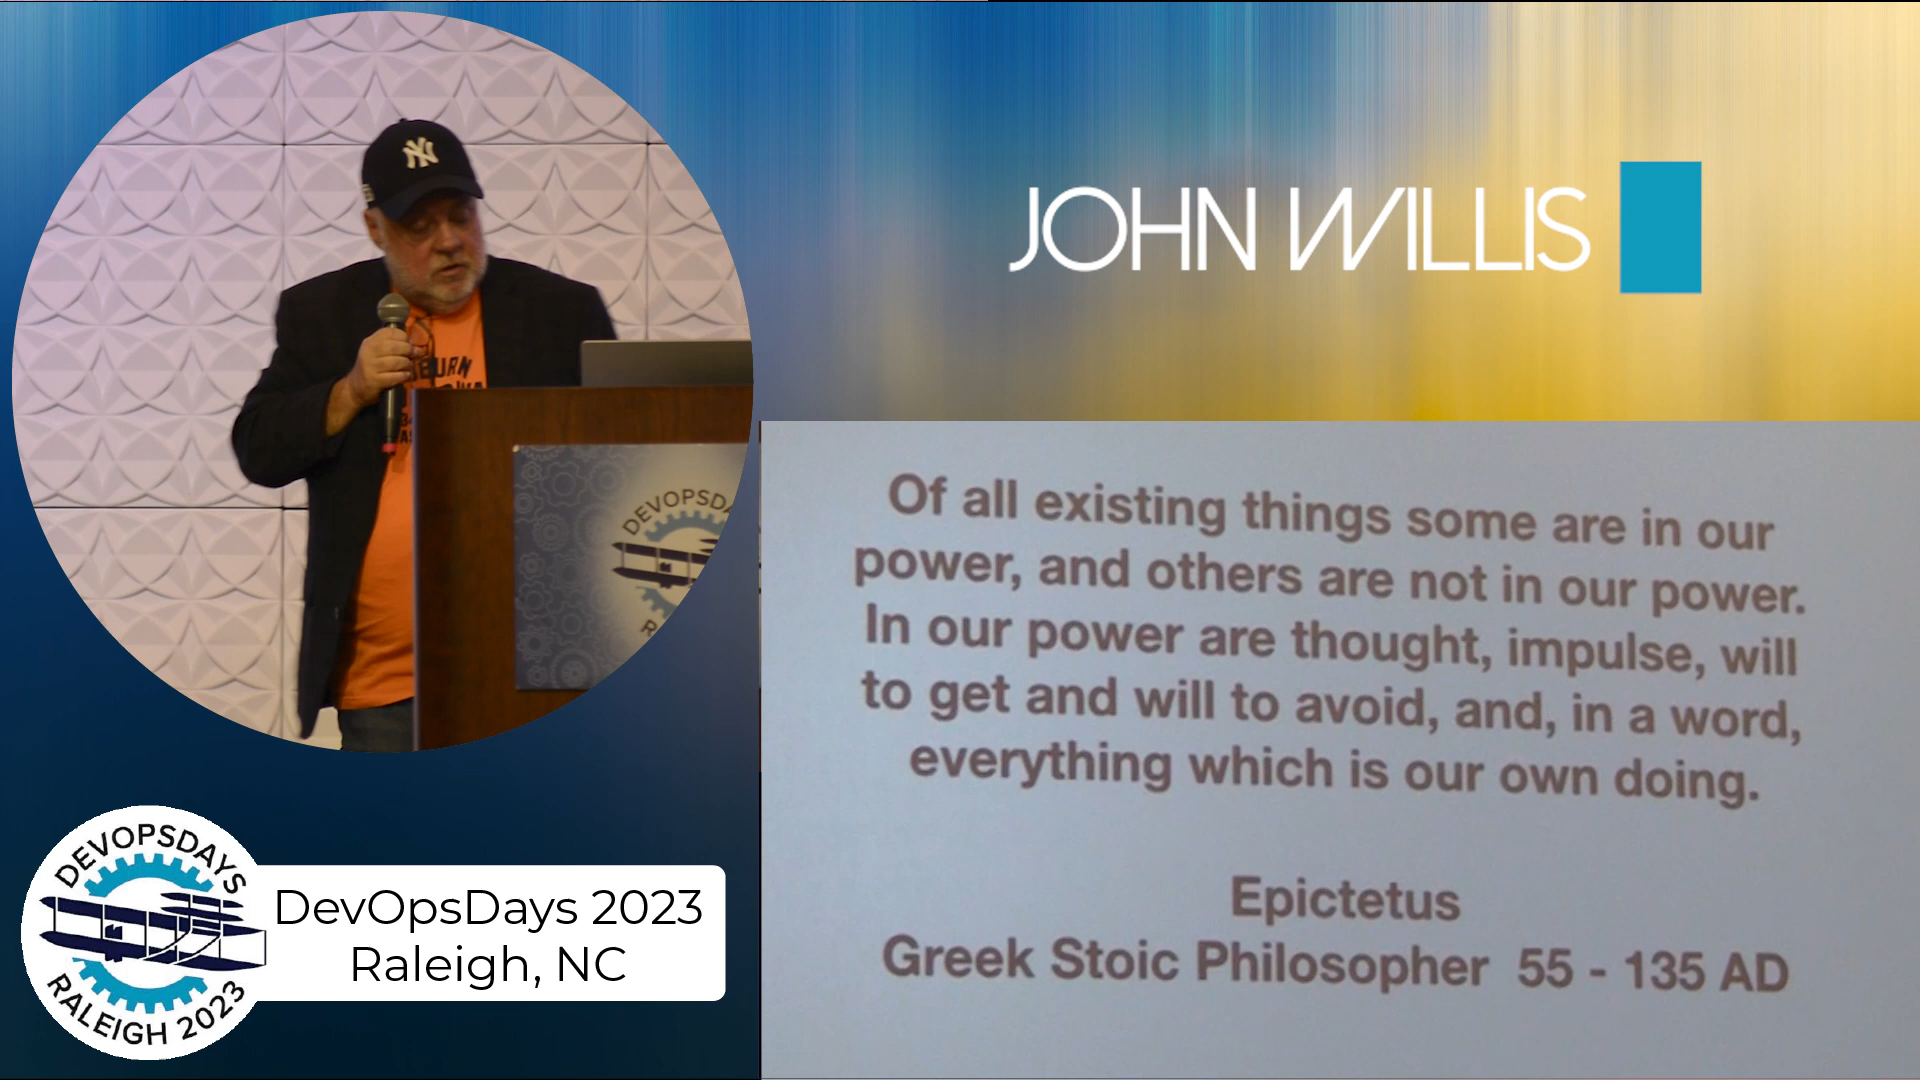 JOHN WILLIS
NY
Of all existing things some are in our
power, and others are not in our power.
In our power are thought, impulse, will
to get and will to avoid, and, in a word,
everything which is our own doing.
Epictetus
Greek Stoic Philosopher 55 - 135 AD
DEVOPSDAYS
RALEIGH 2023
DevOpsDays 2023
Raleigh, NC